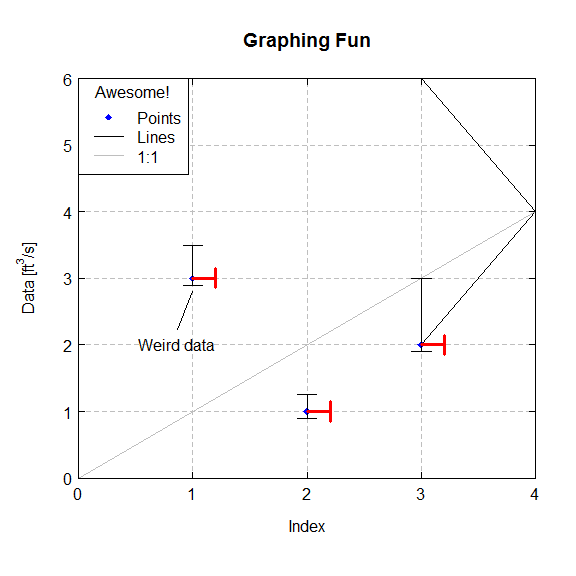 Graphing Fun
Awesome!
Points
Lines
1:1
Weird data
Data [ft³/s]
6
5
4
3
2
1
0
0 1 2 3 4
Index